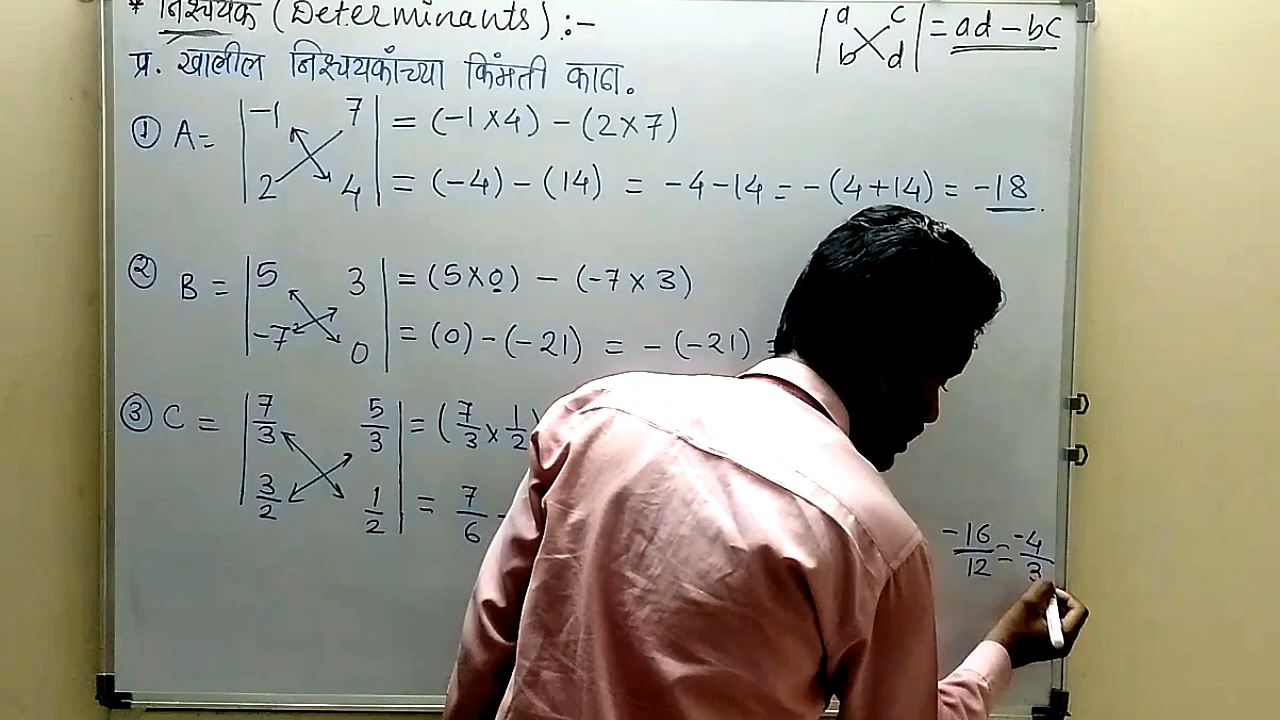 * निश्चयक (Determinants) :-
|a c| = ad - bc
|b d|
प्र. खालील निश्चयकांच्या किंमती काढा.
① A = |-1 7| = (-1×4) - (2×7)
|2 4| = (-4) - (14) = -4-14 = -(4+14) = -18.
② B = |5 3| = (5×0) - (-7×3)
|-7 0| = (0) - (-21) = -(-21) =
③ C = |7/3 5/3| = (7/3 × 1/2)
|3/2 1/2| = 7/6 -
-16/12 = -4/3